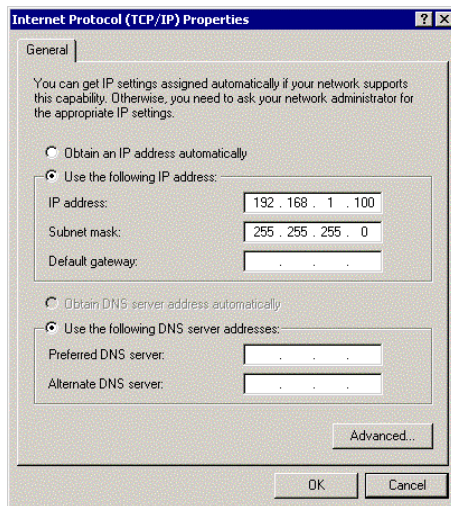 Internet Protocol (TCP/IP) Properties
General
You can get IP settings assigned automatically if your network supports
this capability. Otherwise, you need to ask your network administrator for
the appropriate IP settings.
Obtain an IP address automatically
Use the following IP address:
IP address: 192 . 168 . 1 . 100
Subnet mask: 255 . 255 . 255 . 0
Default gateway: . . .
Obtain DNS server address automatically
Use the following DNS server addresses:
Preferred DNS server: . . .
Alternate DNS server: . . .
Advanced...
OK Cancel